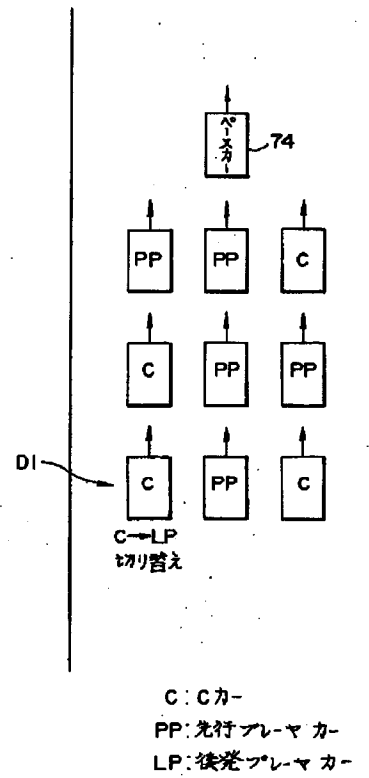 ペースカー
74
PP PP C
C PP PP
D1
C PP C
C→LP
切り替え
C:Cカー
PP:先行プレーヤカー
LP:後発プレーヤカー